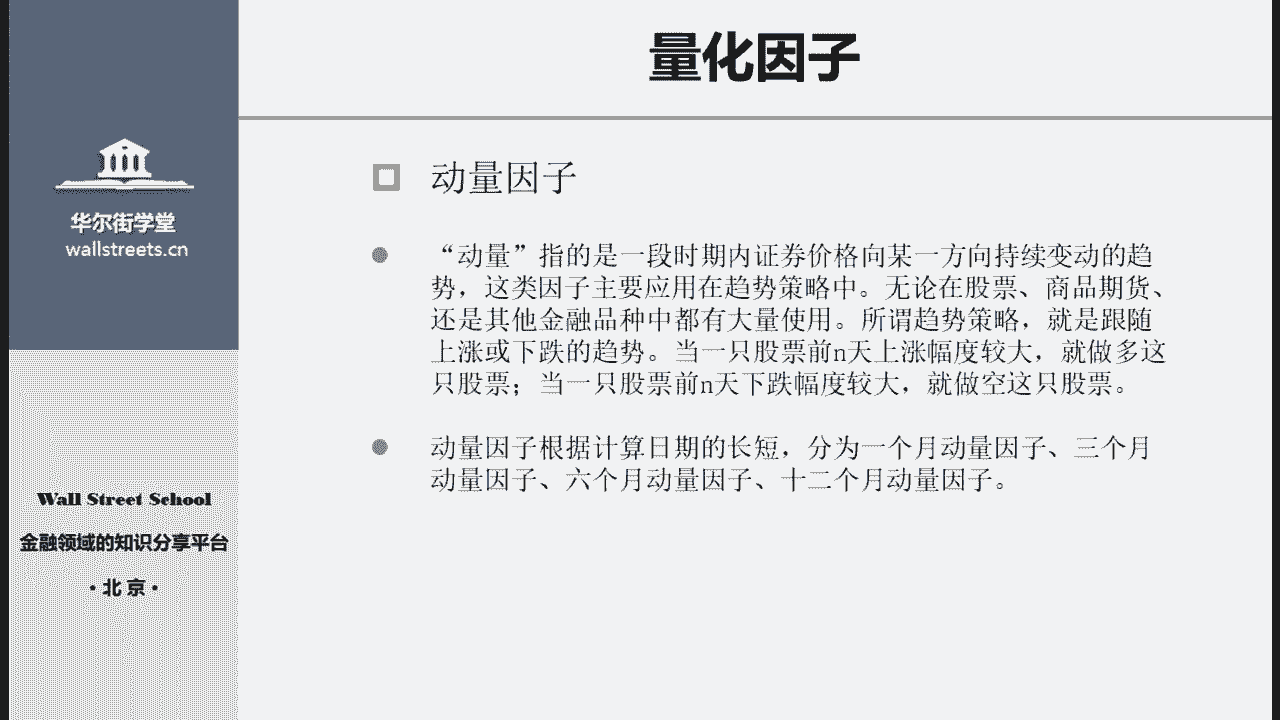 量化因子
华尔街学堂
wallstreets.cn
Wall Street School
金融领域的知识分享平台
·北京·
动量因子
“动量”指的是一段时期内证券价格向某一方向持续变动的趋
势，这类因子主要应用在趋势策略中。无论在股票、商品期货、
还是其他金融品种中都有大量使用。所谓趋势策略，就是跟随
上涨或下跌的趋势。当一只股票前n天上涨幅度较大，就做多这
只股票；当一只股票前n天下跌幅度较大，就做空这只股票。
动量因子根据计算日期的长短，分为一个月动量因子、三个月
动量因子、六个月动量因子、十二个月动量因子。